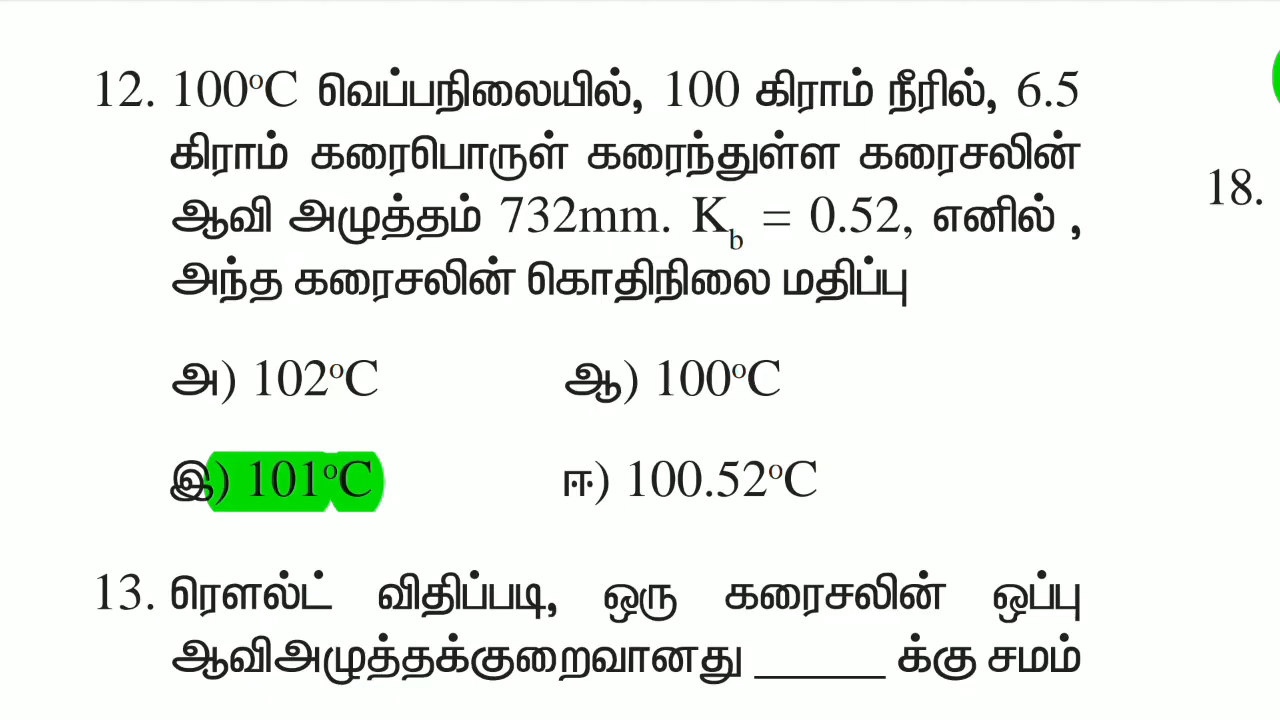 12. 100°C வெப்பநிலையில், 100 கிராம் நீரில், 6.5
கிராம் கரைபொருள் கரைந்துள்ள கரைசலின்
ஆவி அழுத்தம் 732mm. K_b = 0.52, எனில் ,
அந்த கரைசலின் கொதிநிலை மதிப்பு
அ) 102°C ஆ) 100°C
இ) 101°C ஈ) 100.52°C
13. ரௌல்ட் விதிப்படி, ஒரு கரைசலின் ஒப்பு
ஆவிஅழுத்தக்குறைவானது ______ க்கு சமம்
18.